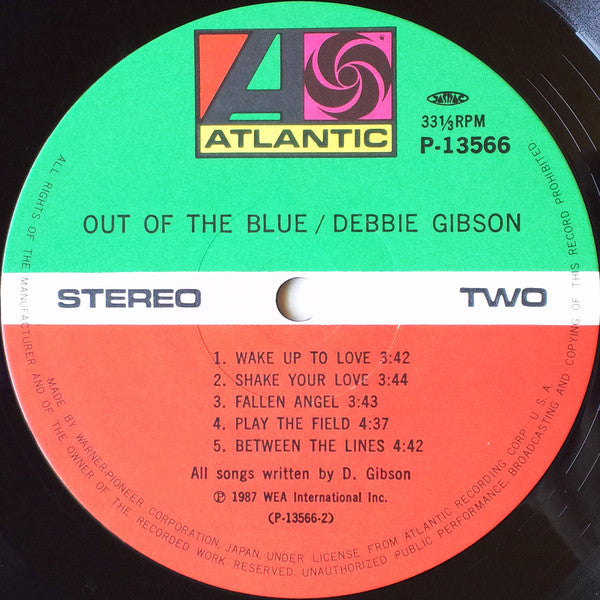 ATLANTIC
JASRAC
33⅓RPM
P-13566
OUT OF THE BLUE / DEBBIE GIBSON
STEREO
TWO
1. WAKE UP TO LOVE 3:42
2. SHAKE YOUR LOVE 3:44
3. FALLEN ANGEL 3:43
4. PLAY THE FIELD 4:37
5. BETWEEN THE LINES 4:42
All songs written by D. Gibson
Ⓟ 1987 WEA International Inc.
(P-13566-2)
ALL RIGHTS OF THE MANUFACTURER AND OF THE OWNER OF THE RECORDED WORK RESERVED. UNAUTHORIZED PUBLIC PERFORMANCE, BROADCASTING AND COPYING OF THIS RECORD PROHIBITED
MADE BY WARNER-PIONEER CORPORATION, JAPAN, UNDER LICENSE FROM ATLANTIC RECORDING CORP. U.S.A.